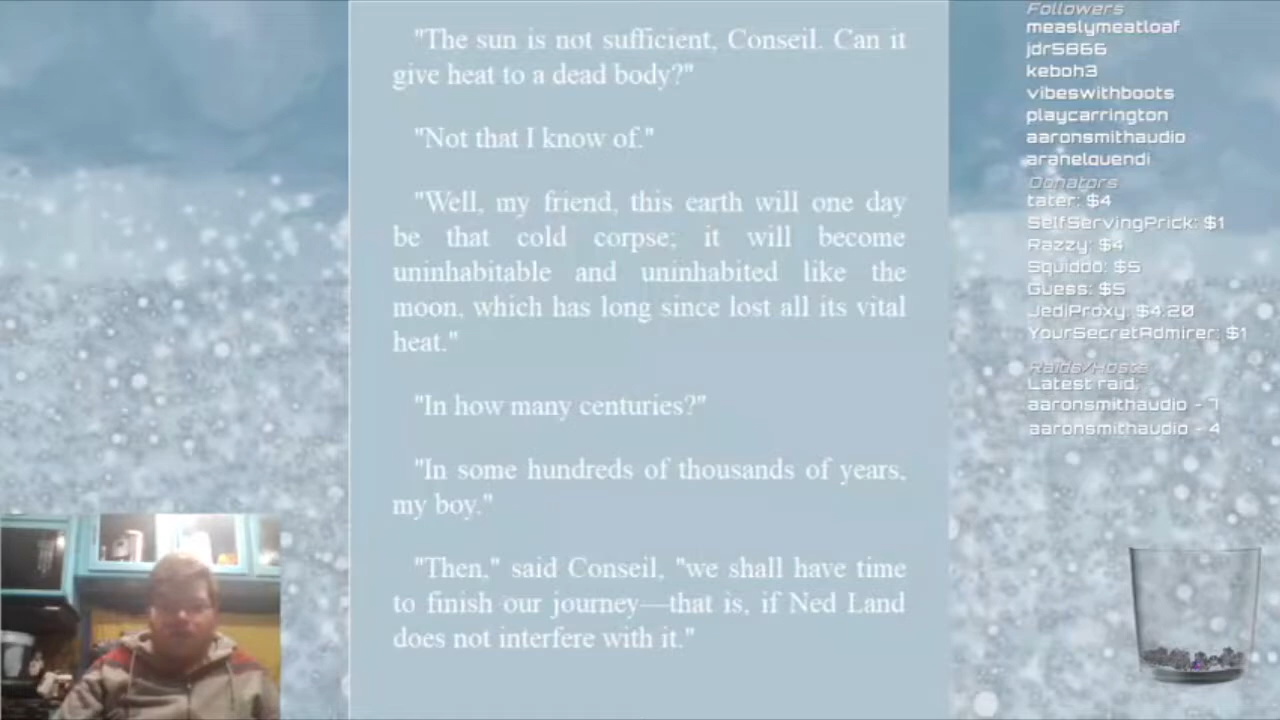 "The sun is not sufficient, Conseil. Can it
give heat to a dead body?"
"Not that I know of."
"Well, my friend, this earth will one day
be that cold corpse; it will become
uninhabitable and uninhabited like the
moon, which has long since lost all its vital
heat."
"In how many centuries?"
"In some hundreds of thousands of years,
my boy."
"Then," said Conseil, "we shall have time
to finish our journey—that is, if Ned Land
does not interfere with it."
Followers
measlymeatloaf
jdr5866
keboh3
vibeswithboots
playcarrington
aaronsmithaudio
aranelquendi
Donators
tater: $4
SelfServingPrick: $1
Razzy: $4
Squidoo: $5
Guess: $5
JediProxy: $4.20
YourSecretAdmirer: $1
Raids/Hosts
Latest raid:
aaronsmithaudio - 7
aaronsmithaudio - 4